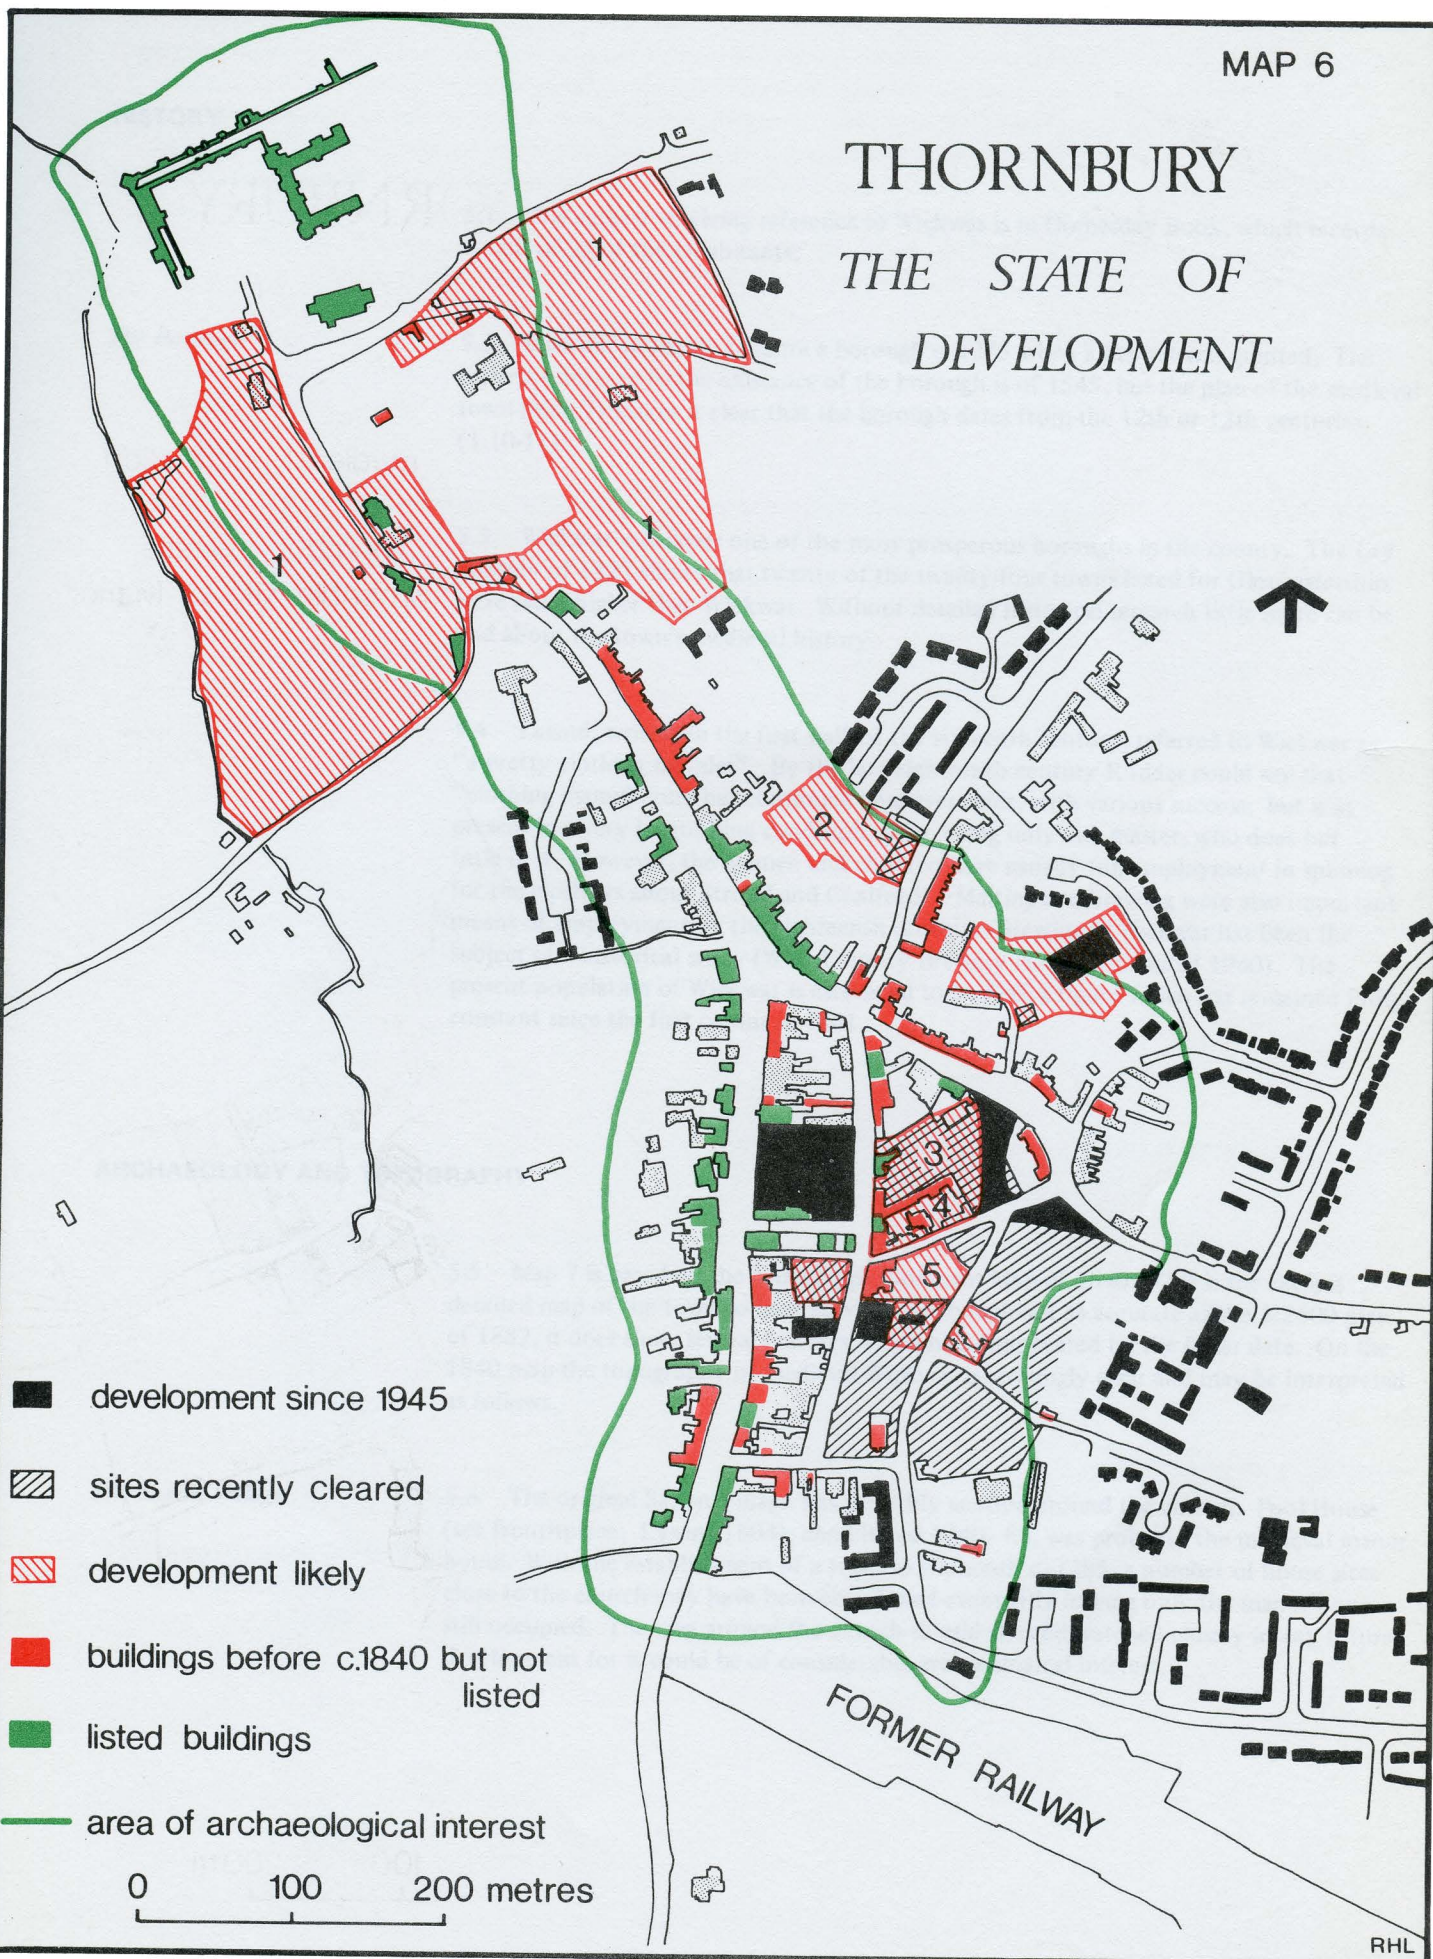 MAP 6
THORNBURY
THE STATE OF
DEVELOPMENT
1
1
1
2
3
4
5
development since 1945
sites recently cleared
development likely
buildings before c.1840 but not
listed
listed buildings
area of archaeological interest
0 100 200 metres
FORMER RAILWAY
RHL